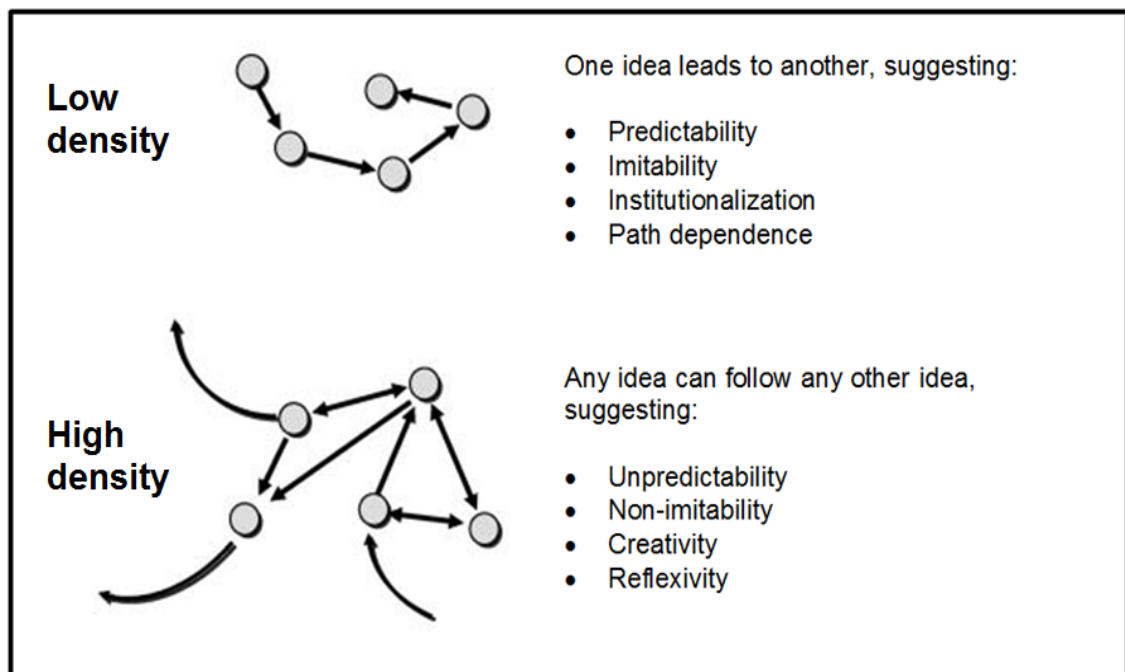 Low
density
One idea leads to another, suggesting:
• Predictability
• Imitability
• Institutionalization
• Path dependence
High
density
Any idea can follow any other idea,
suggesting:
• Unpredictability
• Non-imitability
• Creativity
• Reflexivity